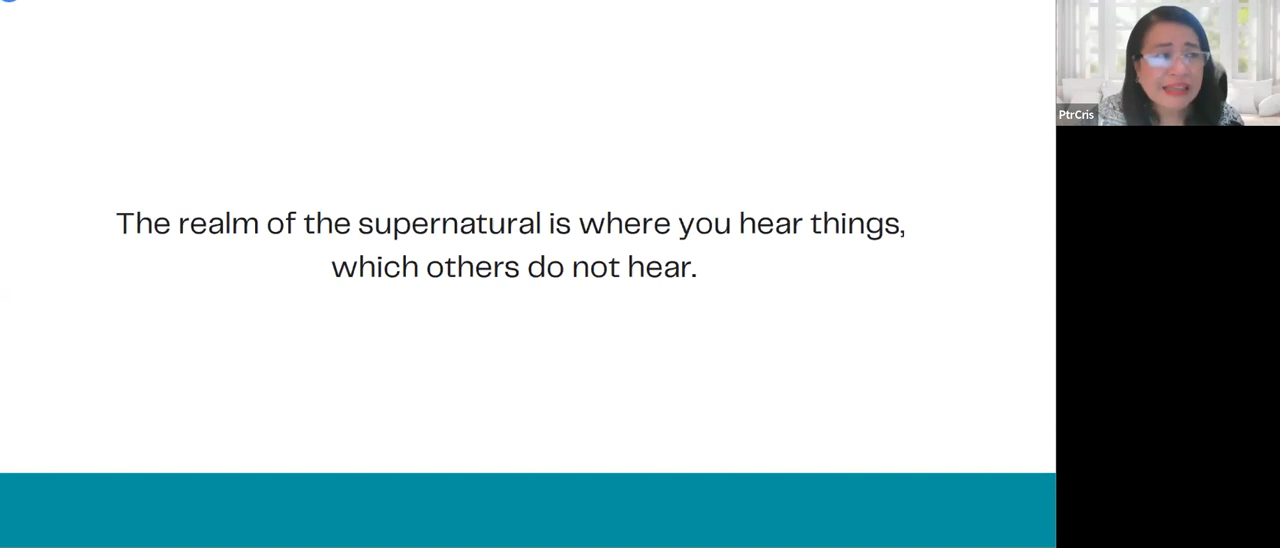 The realm of the supernatural is where you hear things,
which others do not hear.
PtrCris